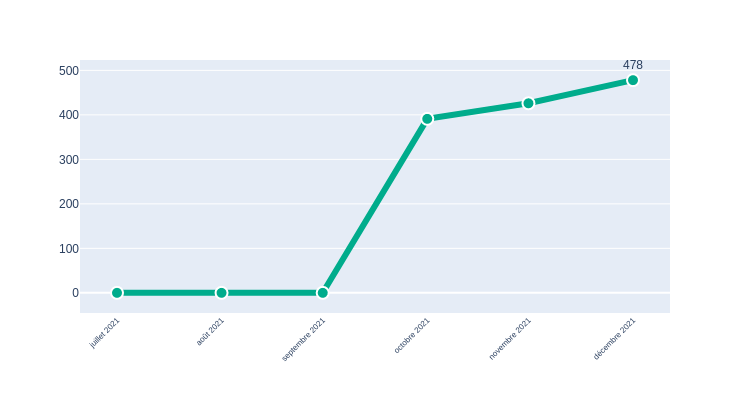 478
500
400
300
200
100
0
juillet 2021
août 2021
septembre 2021
octobre 2021
novembre 2021
décembre 2021